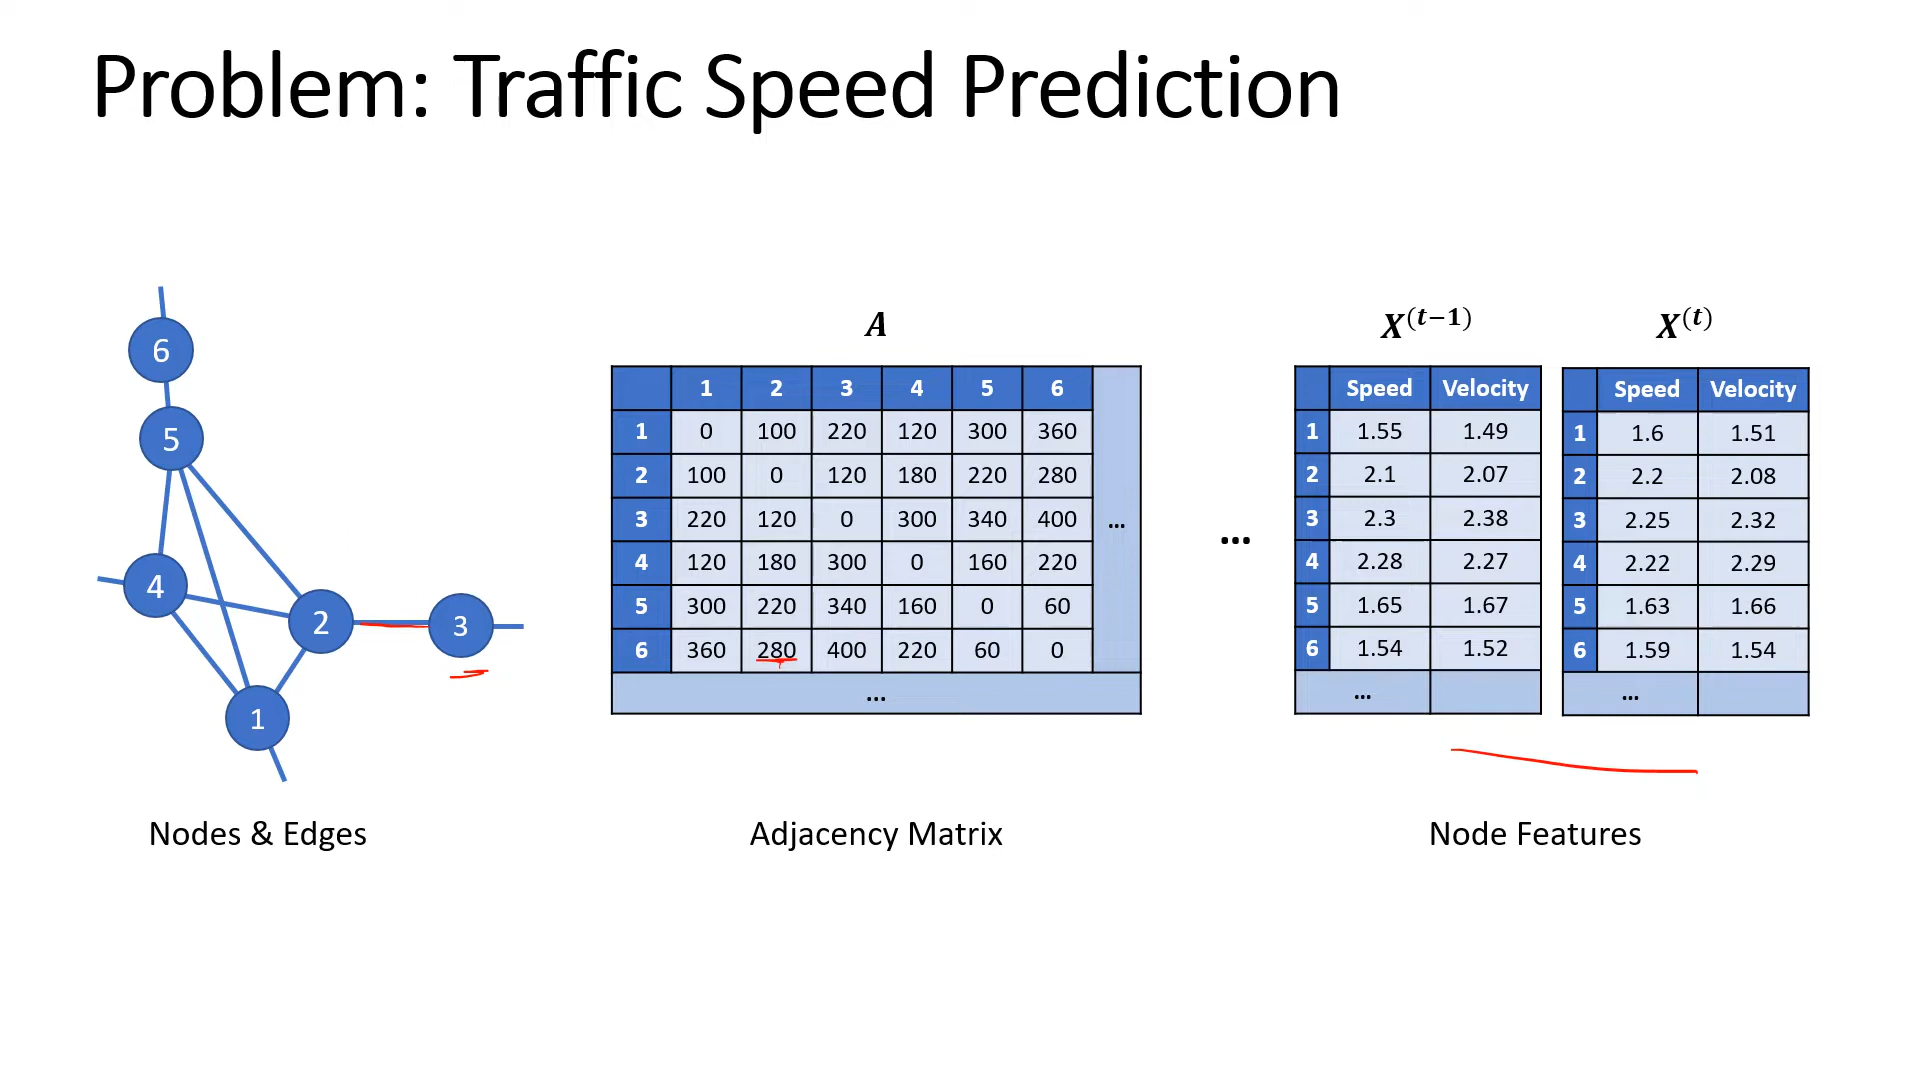 Problem: Traffic Speed Prediction
6
5
4
2
3
1
Nodes & Edges
A
1 2 3 4 5 6
1 0 100 220 120 300 360
2 100 0 120 180 220 280
3 220 120 0 300 340 400 ...
4 120 180 300 0 160 220
5 300 220 340 160 0 60
6 360 280 400 220 60 0
...
Adjacency Matrix
...
X^(t−1)
Speed Velocity
1 1.55 1.49
2 2.1 2.07
3 2.3 2.38
4 2.28 2.27
5 1.65 1.67
6 1.54 1.52
...
X^(t)
Speed Velocity
1 1.6 1.51
2 2.2 2.08
3 2.25 2.32
4 2.22 2.29
5 1.63 1.66
6 1.59 1.54
...
Node Features